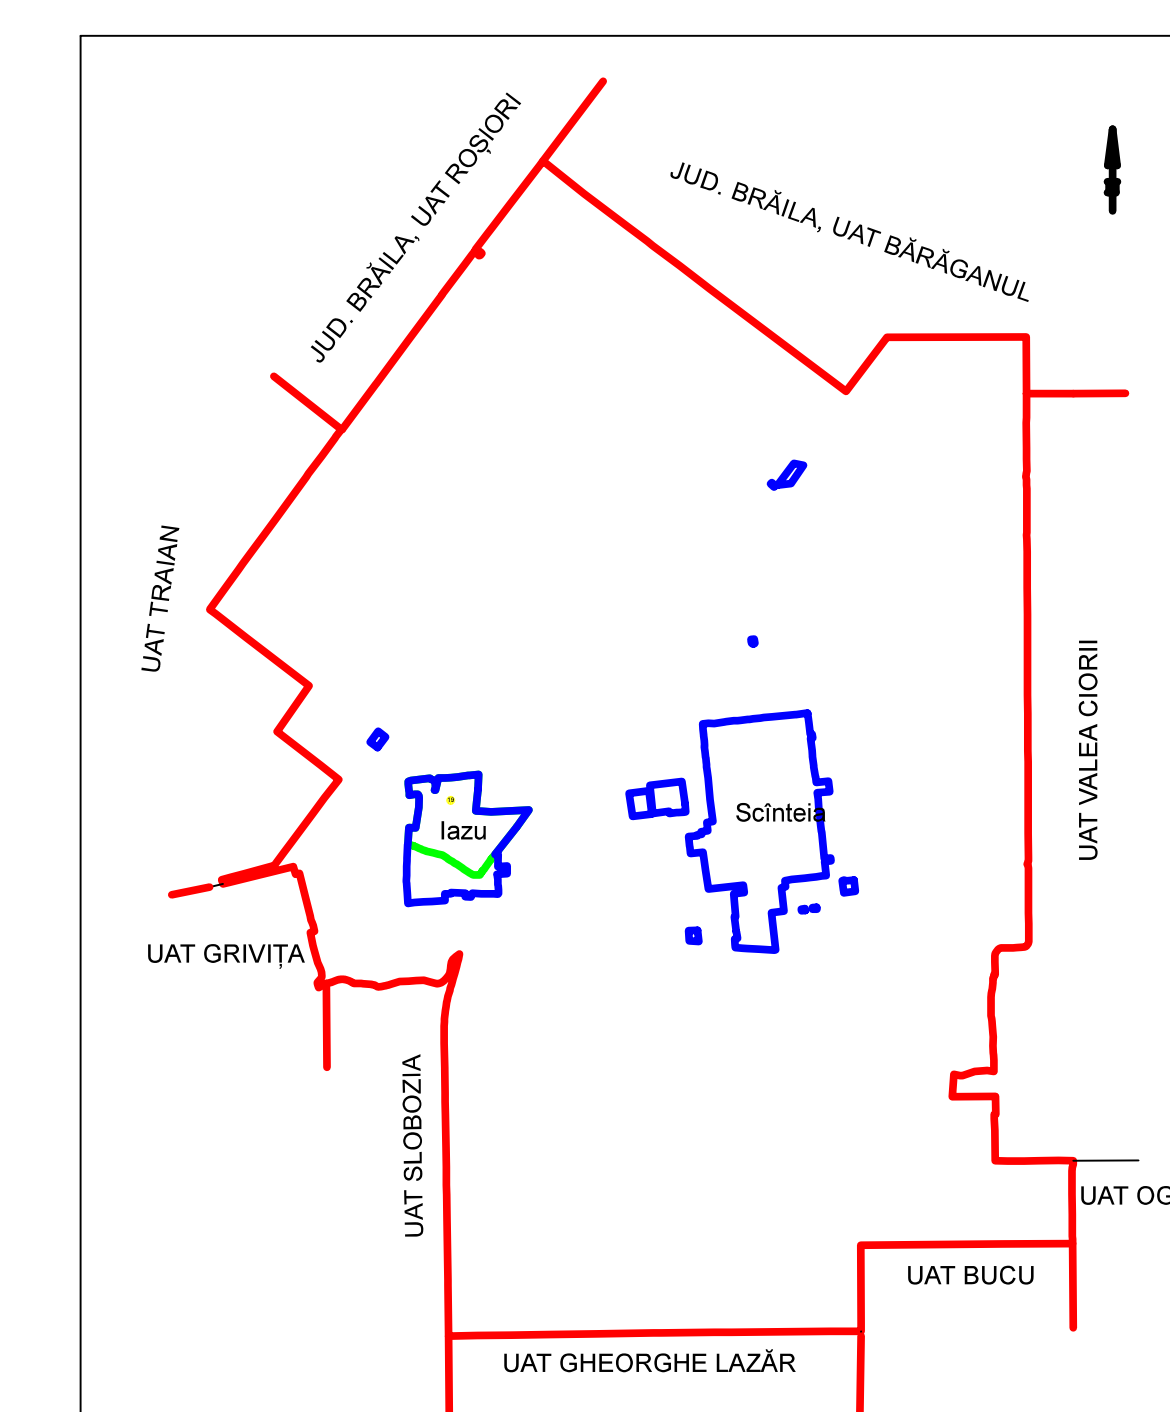 JUD. BRĂILA, UAT ROȘIORI
JUD. BRĂILA, UAT BĂRĂGANUL
UAT TRAIAN
UAT VALEA CIORII
19
Iazu
Scînteia
UAT GRIVIȚA
UAT SLOBOZIA
UAT OG
UAT BUCU
UAT GHEORGHE LAZĂR